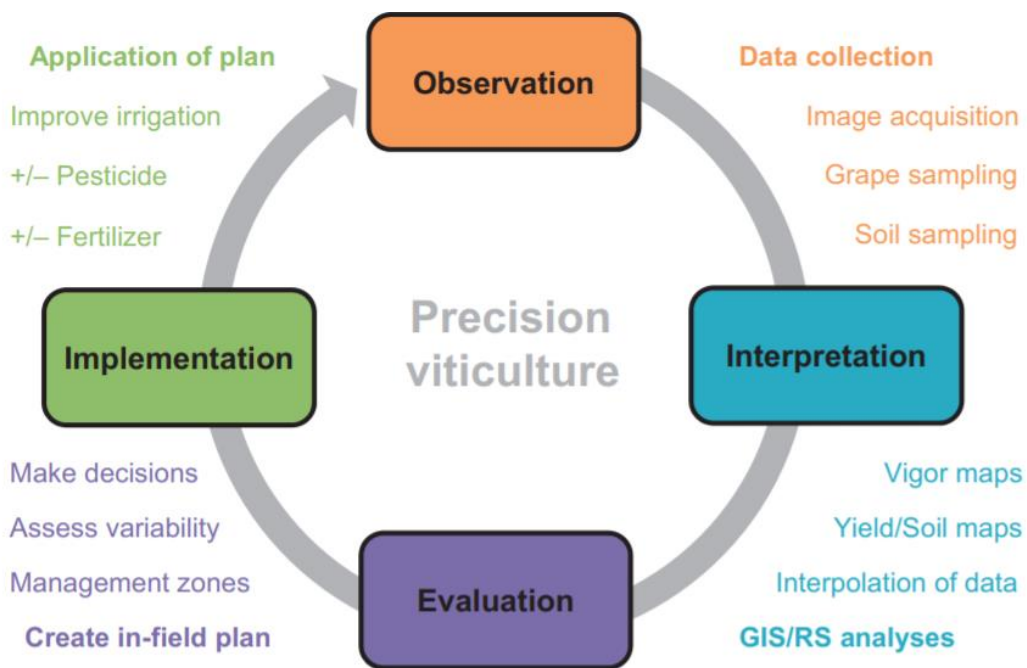 Application of plan
Improve irrigation
+/– Pesticide
+/– Fertilizer
Observation
Data collection
Image acquisition
Grape sampling
Soil sampling
Implementation
Precision
viticulture
Interpretation
Make decisions
Assess variability
Management zones
Create in-field plan
Evaluation
Vigor maps
Yield/Soil maps
Interpolation of data
GIS/RS analyses